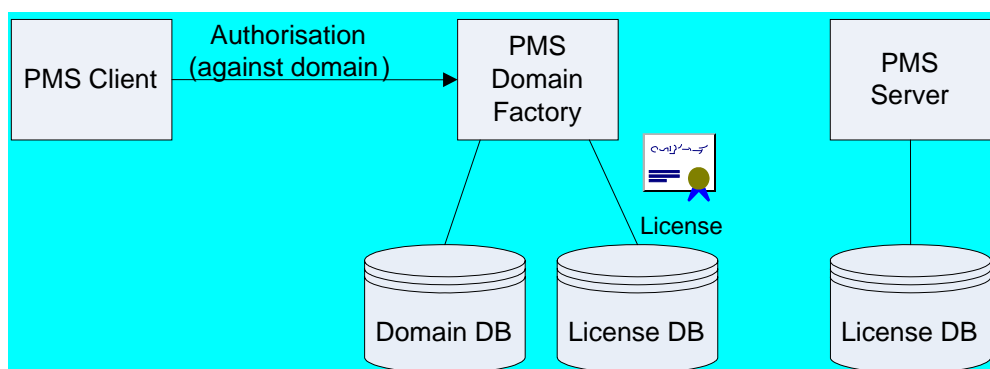 PMS Client
Authorisation
(against domain)
PMS
Domain
Factory
PMS
Server
License
Domain DB
License DB
License DB